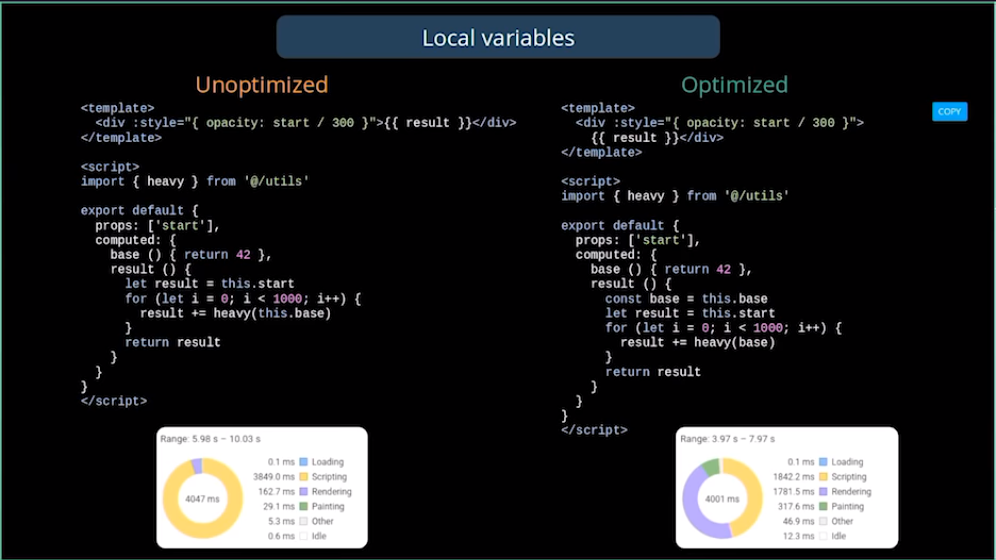 Local variables
Unoptimized
<template>
  <div :style="{ opacity: start / 300 }">{{ result }}</div>
</template>

<script>
import { heavy } from '@/utils'

export default {
  props: ['start'],
  computed: {
    base () { return 42 },
    result () {
      let result = this.start
      for (let i = 0; i < 1000; i++) {
        result += heavy(this.base)
      }
      return result
    }
  }
}
</script>
Range: 5.98 s – 10.03 s
4047 ms
0.1 ms Loading
3849.0 ms Scripting
162.7 ms Rendering
29.1 ms Painting
5.3 ms Other
0.6 ms Idle
Optimized
COPY
<template>
  <div :style="{ opacity: start / 300 }">
    {{ result }}</div>
</template>

<script>
import { heavy } from '@/utils'

export default {
  props: ['start'],
  computed: {
    base () { return 42 },
    result () {
      const base = this.base
      let result = this.start
      for (let i = 0; i < 1000; i++) {
        result += heavy(base)
      }
      return result
    }
  }
}
</script>
Range: 3.97 s – 7.97 s
4001 ms
0.1 ms Loading
1842.2 ms Scripting
1781.5 ms Rendering
317.6 ms Painting
46.9 ms Other
12.3 ms Idle